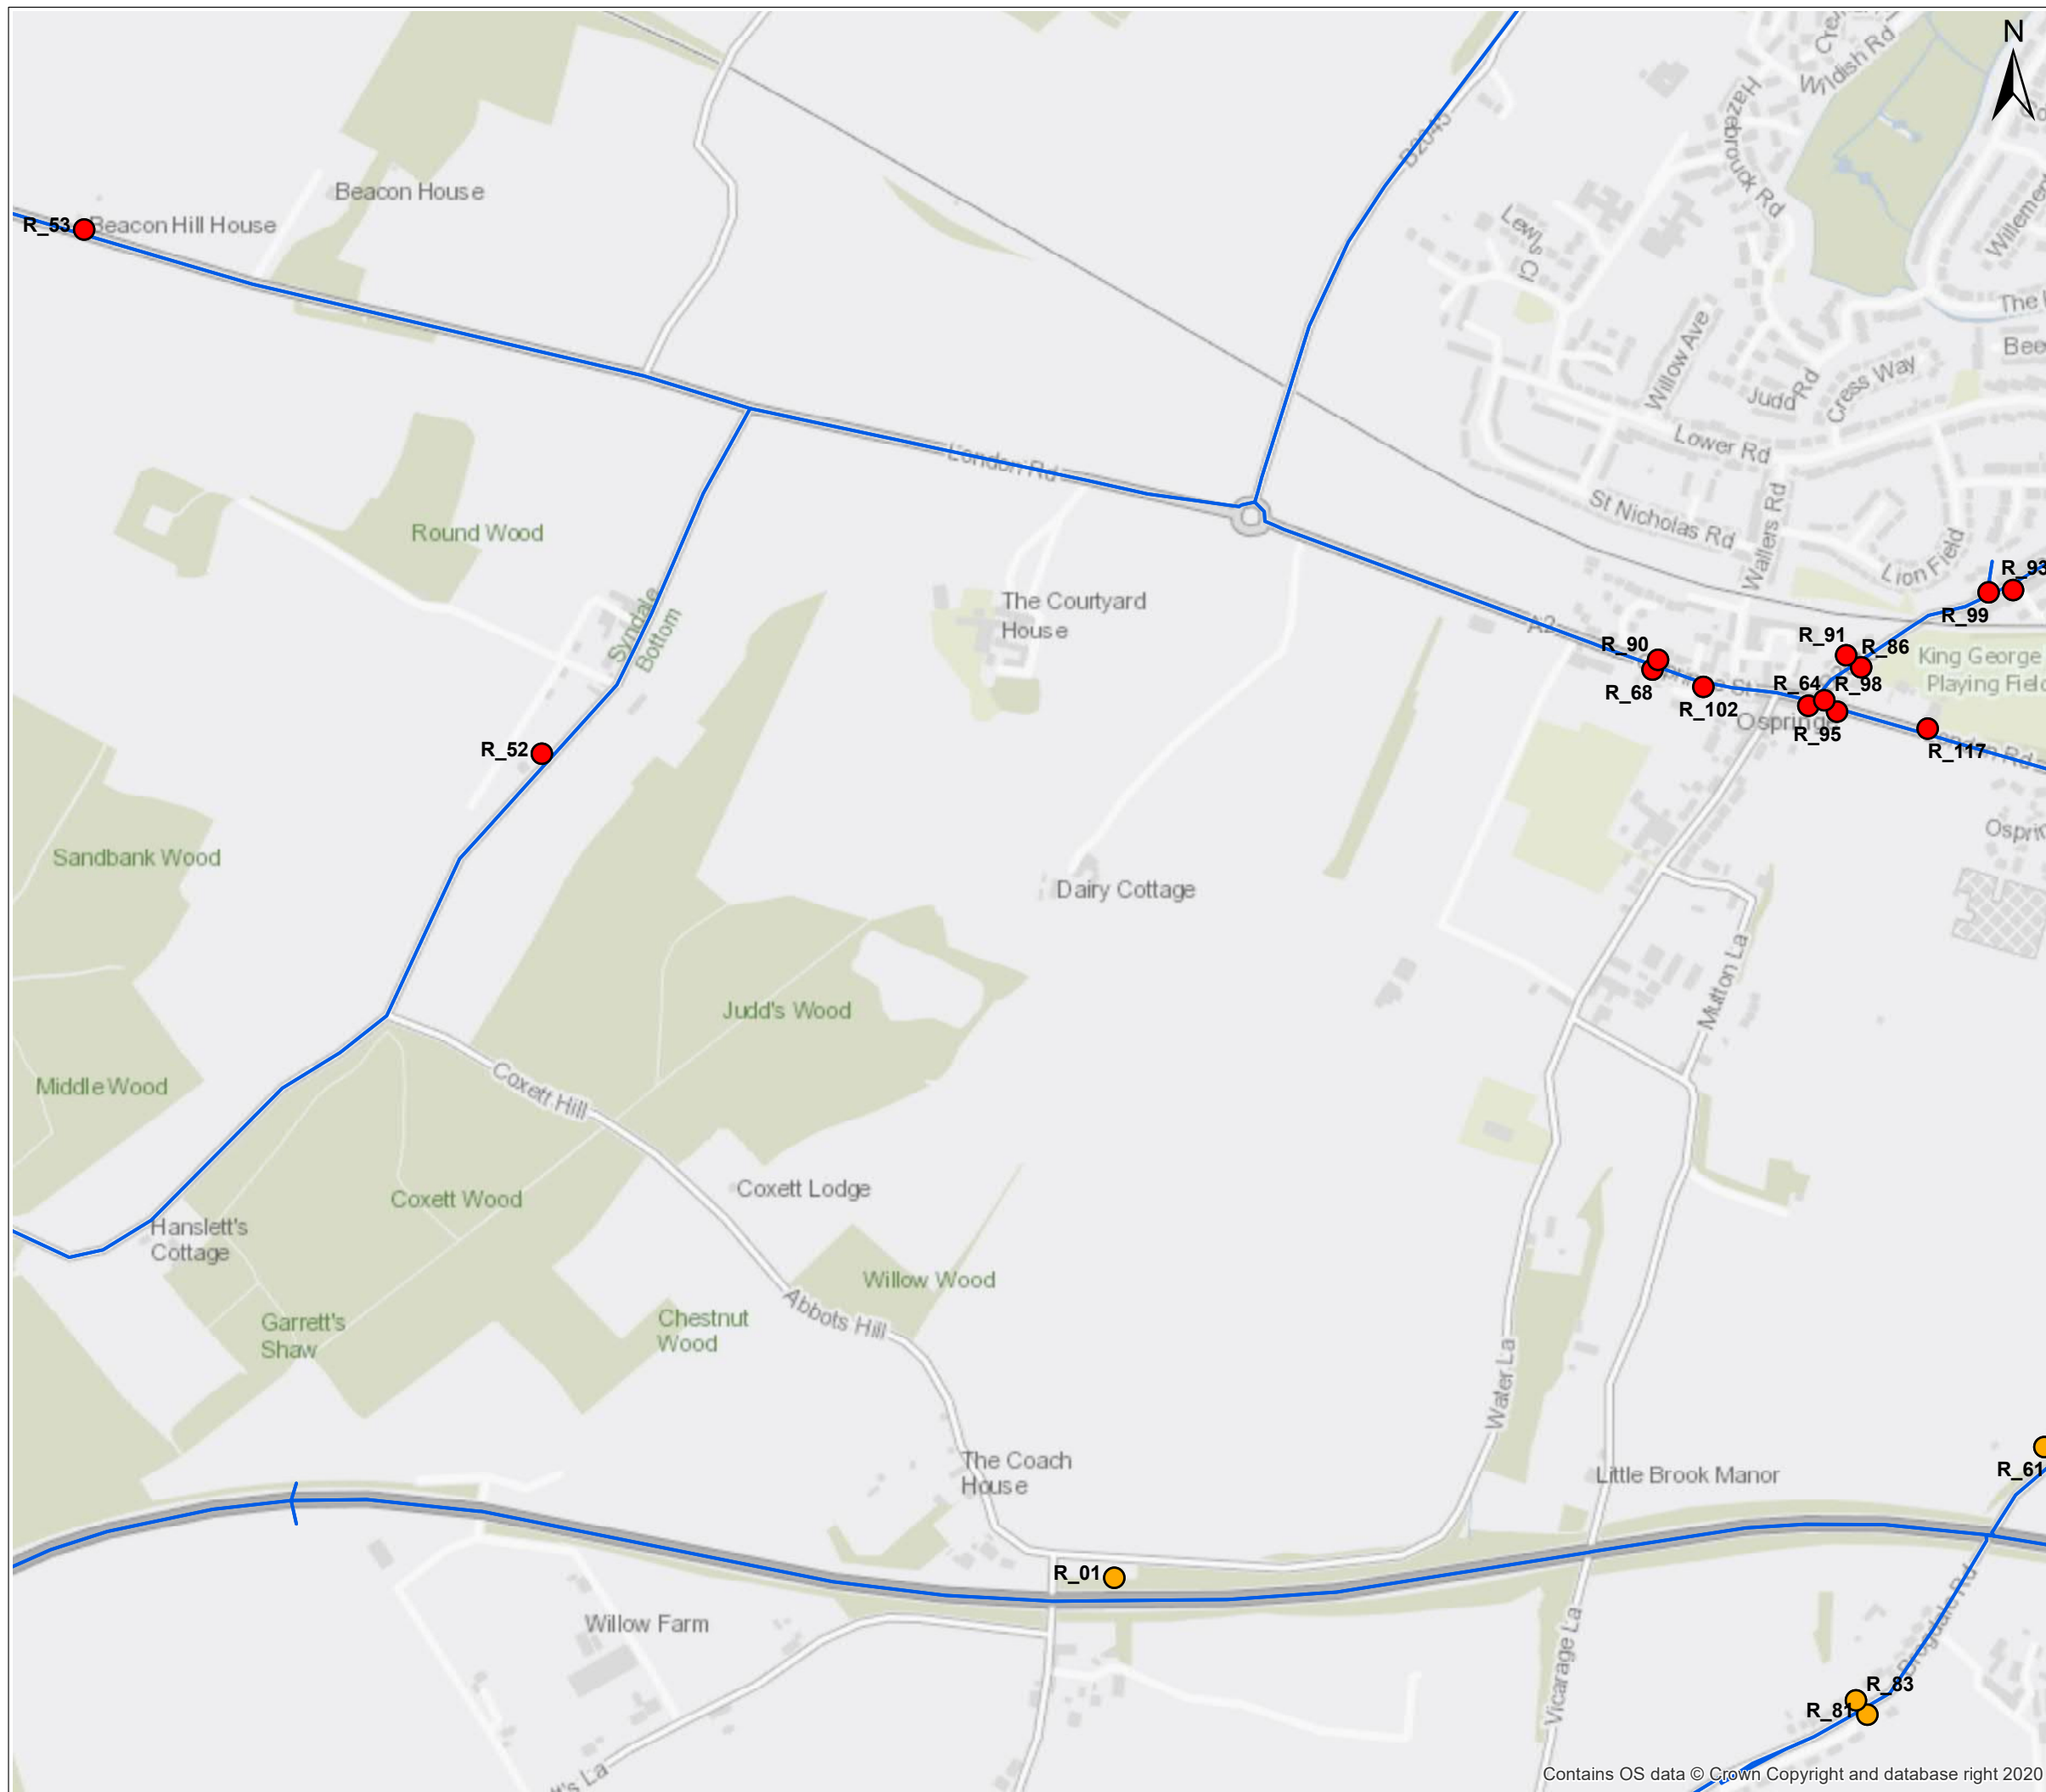 N
Wildish Rd
Hazebrouck Rd
Beacon House
R_53
Beacon Hill House
Lewis Cl
The
Bee
Willow Ave
Judd Rd
Cress Way
Lower Rd
London Rd
St Nicholas Rd
Wallers Rd
Lion Field
Round Wood
R_93
R_99
The Courtyard
House
Syndale
Bottom
A2
R_90
R_91
R_86
King George
Playing Field
R_68
R_102
R_64
R_98
Ospringe
R_95
R_117
R_52
Sandbank Wood
Dairy Cottage
Mutton La
Judd's Wood
Middle Wood
Coxett Hill
Coxett Wood
Coxett Lodge
Hanslett's
Cottage
Willow Wood
Abbots Hill
Chestnut
Wood
Garrett's
Shaw
Water La
The Coach
House
Little Brook Manor
R_61
R_01
Willow Farm
Brogdale Rd
Vicarage La
R_83
R_81
Contains OS data © Crown Copyright and database right 2020